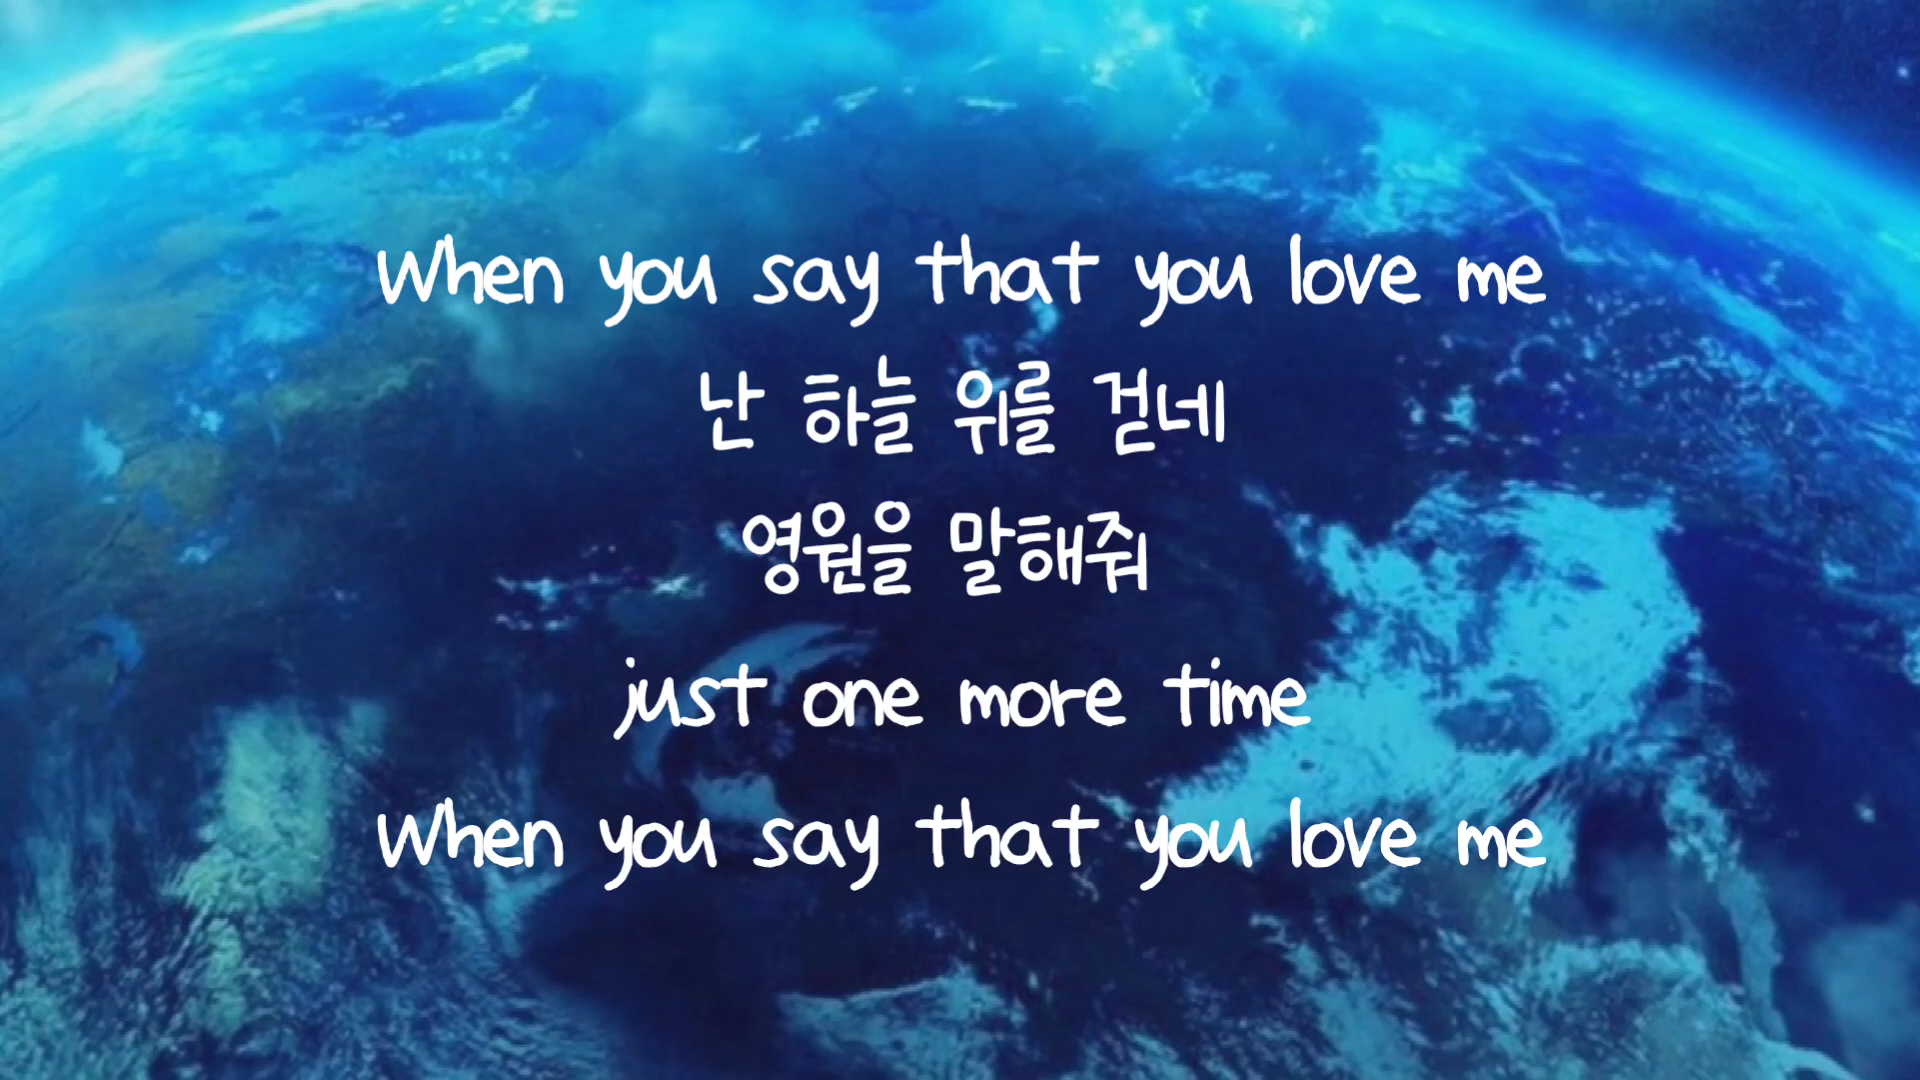 When you say that you love me
난 하늘 위를 걷네
영원을 말해줘
just one more time
When you say that you love me